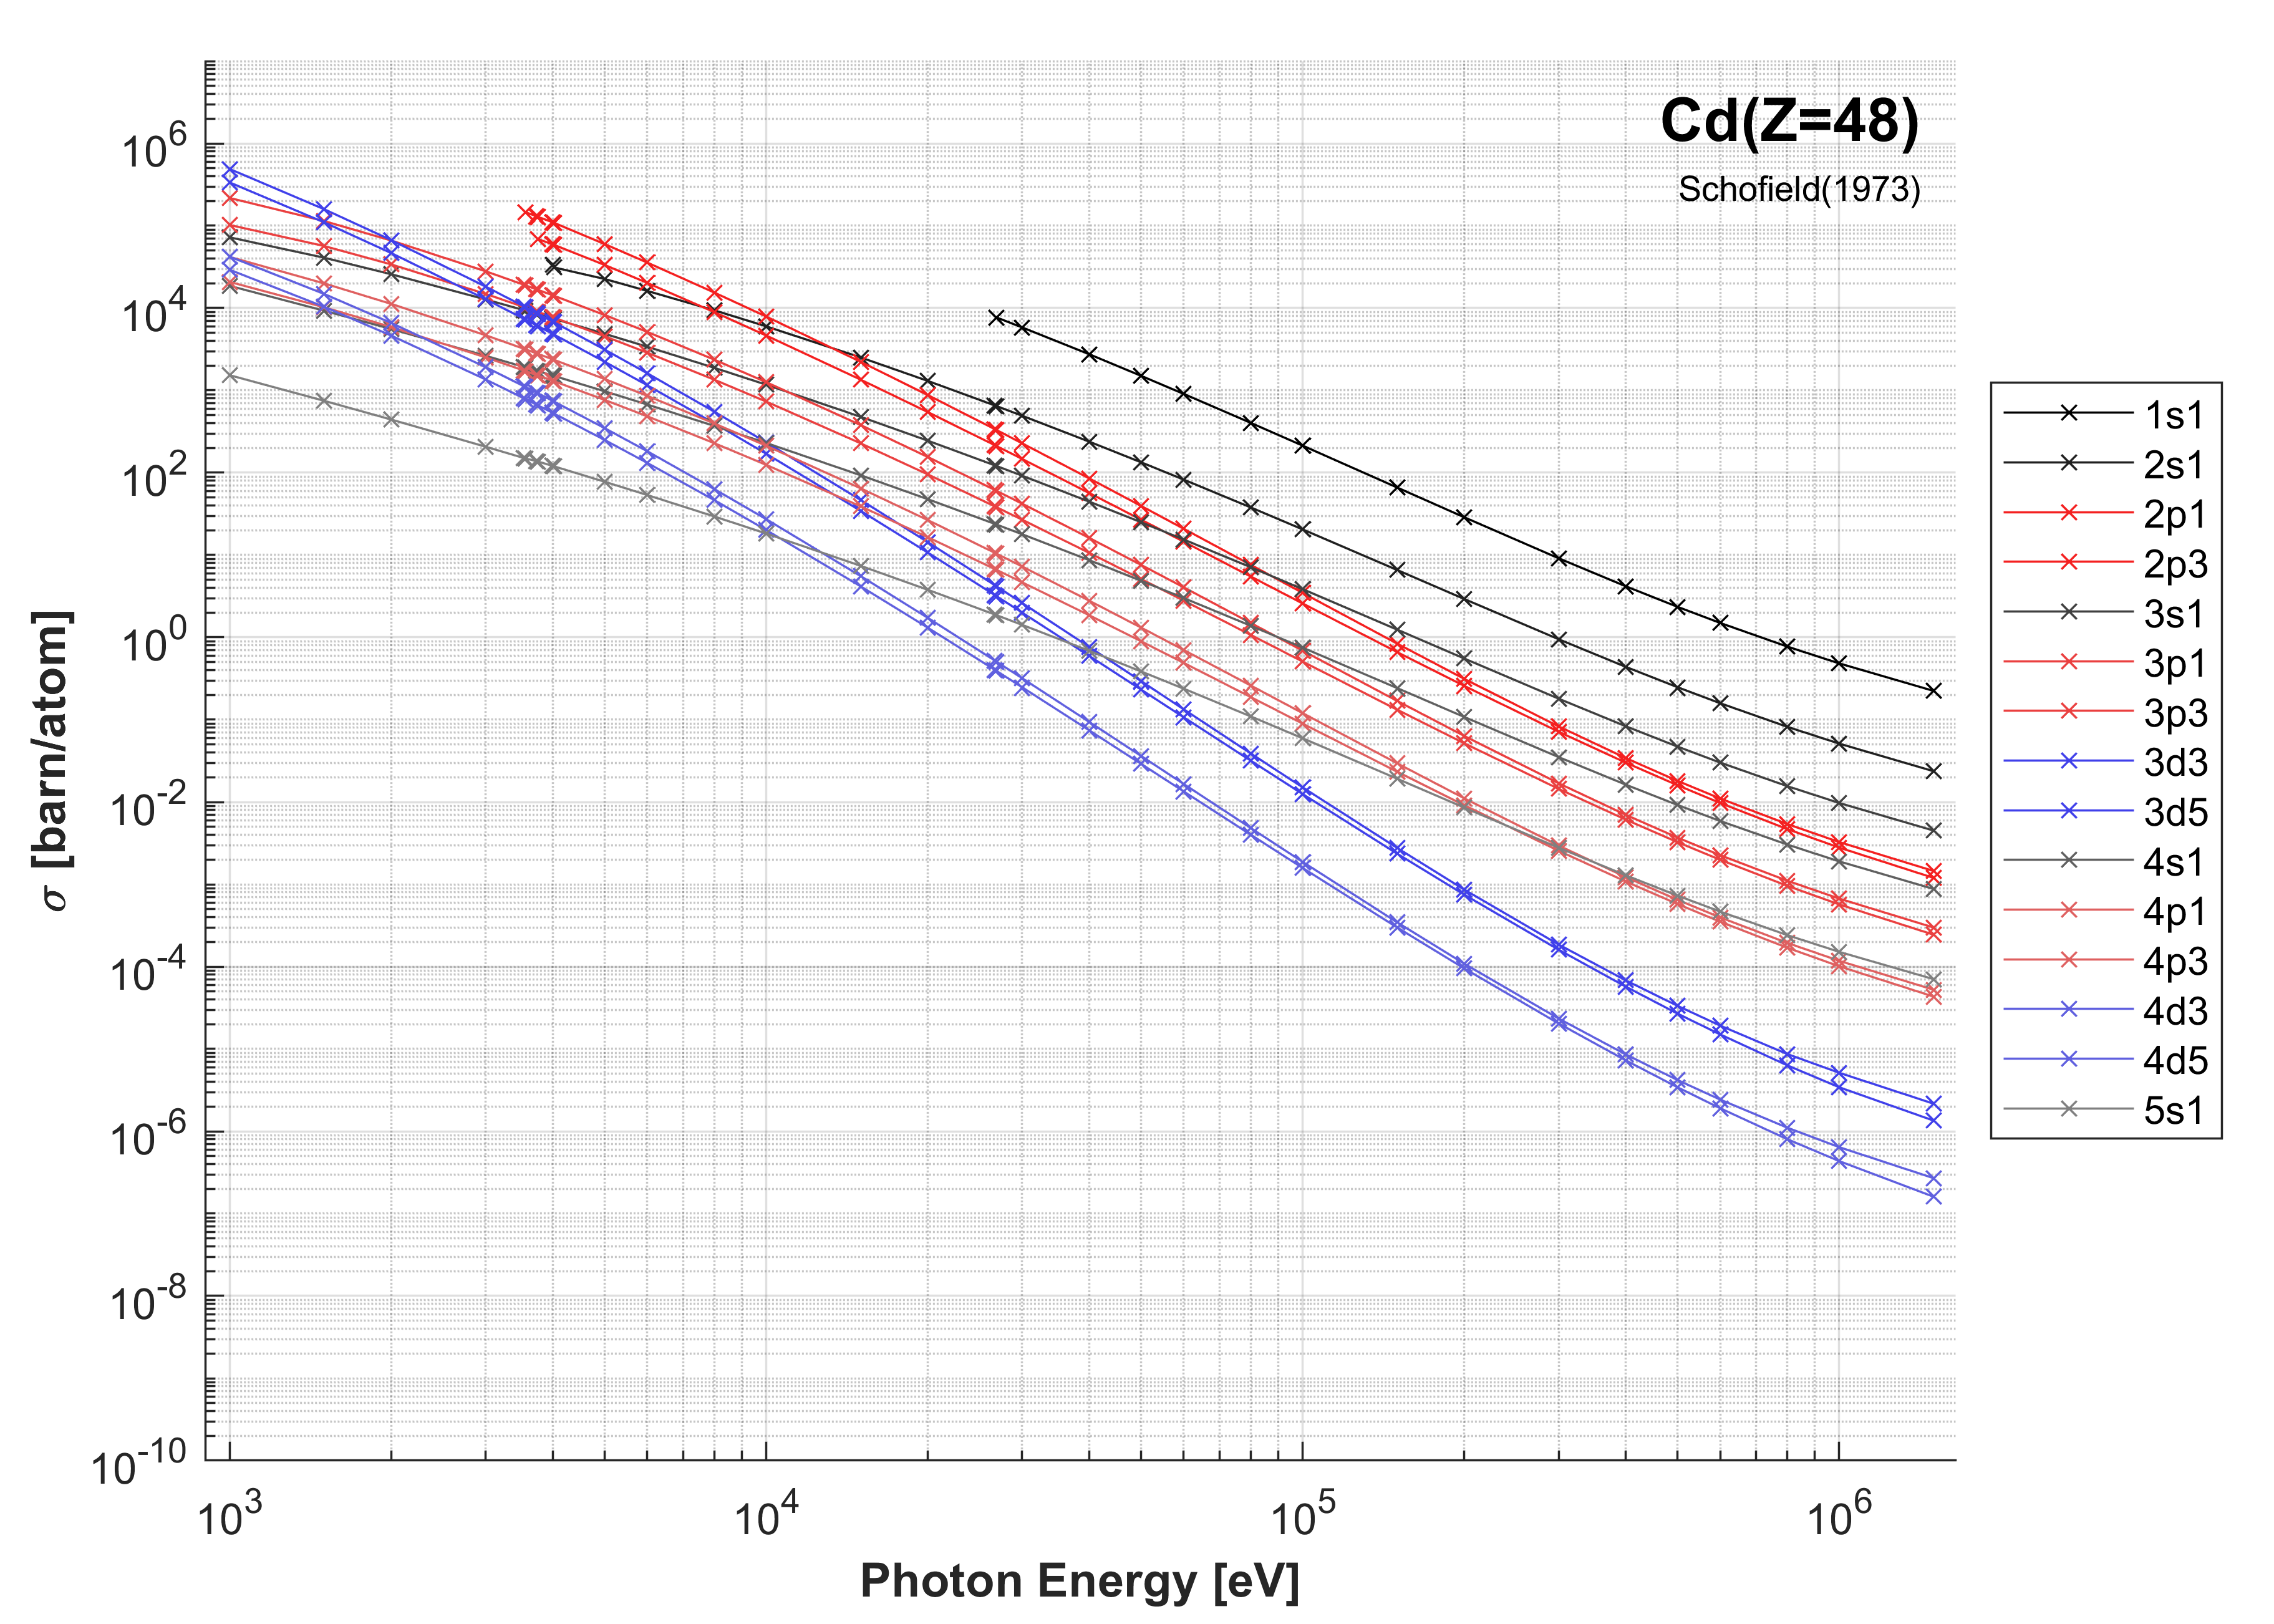 Cd(Z=48)
Schofield(1973)
10^6
10^4
10^2
10^0
10^-2
10^-4
10^-6
10^-8
10^-10
σ [barn/atom]
10^3
10^4
10^5
10^6
Photon Energy [eV]
1s1
2s1
2p1
2p3
3s1
3p1
3p3
3d3
3d5
4s1
4p1
4p3
4d3
4d5
5s1